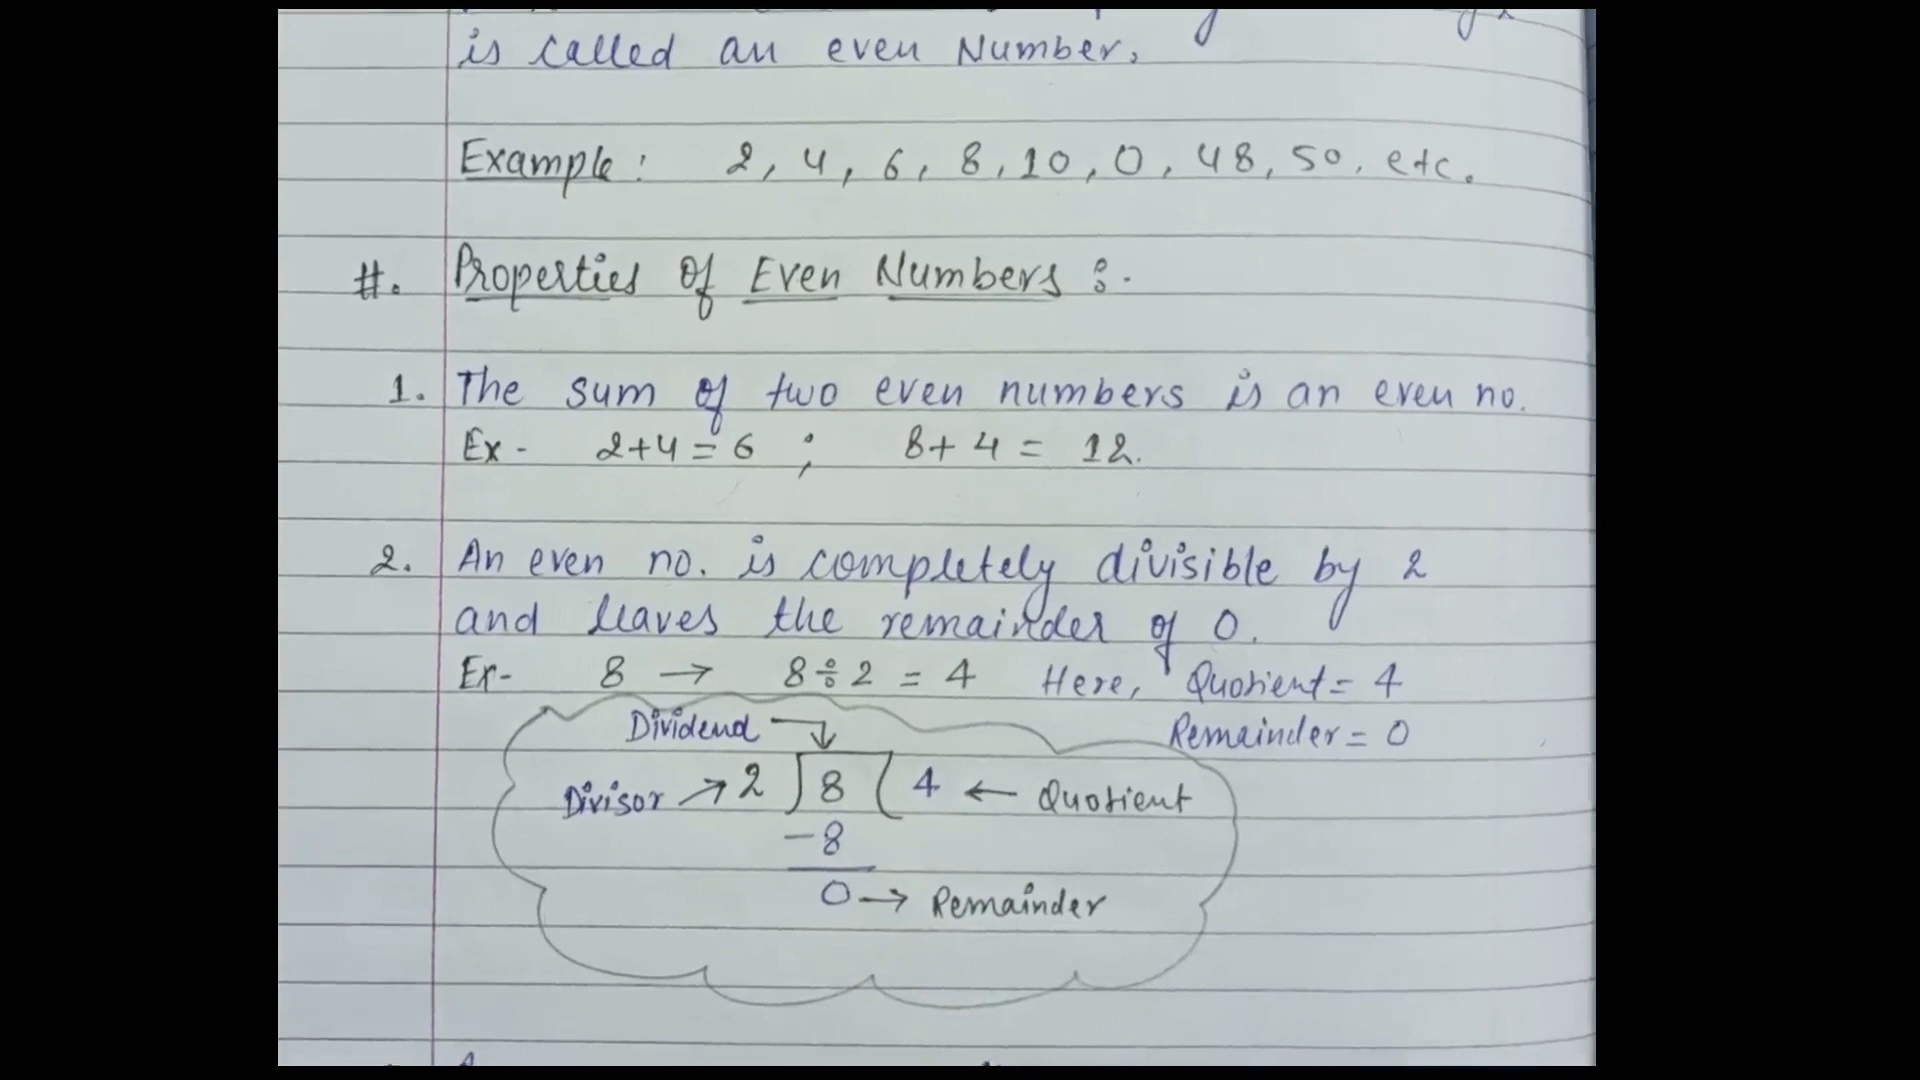 is called an even Number.
Example: 2, 4, 6, 8, 10, 0, 48, 50, etc.
#. Properties Of Even Numbers :-
1. The sum of two even numbers is an even no.
Ex - 2+4=6 ; 8+4 = 12.
2. An even no. is completely divisible by 2
and leaves the remainder of 0.
Ex- 8 → 8÷2 = 4 Here, Quotient = 4
Remainder = 0
Dividend
Divisor → 2 ) 8 ( 4 ← Quotient
-8
0 → Remainder